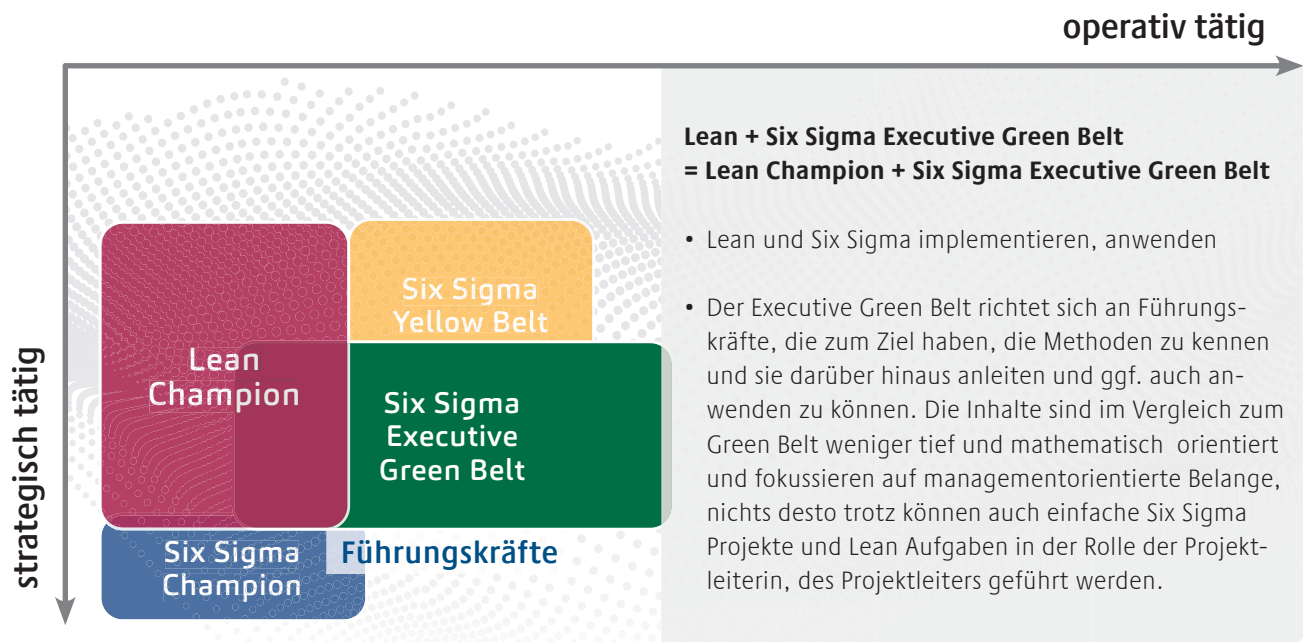 operativ tätig
strategisch tätig
Six Sigma
Yellow Belt
Lean
Champion
Six Sigma
Executive
Green Belt
Six Sigma
Champion
Führungskräfte
Lean + Six Sigma Executive Green Belt
= Lean Champion + Six Sigma Executive Green Belt
• Lean und Six Sigma implementieren, anwenden
• Der Executive Green Belt richtet sich an Führungs-
kräfte, die zum Ziel haben, die Methoden zu kennen
und sie darüber hinaus anleiten und ggf. auch an-
wenden zu können. Die Inhalte sind im Vergleich zum
Green Belt weniger tief und mathematisch orientiert
und fokussieren auf managementorientierte Belange,
nichts desto trotz können auch einfache Six Sigma
Projekte und Lean Aufgaben in der Rolle der Projekt-
leiterin, des Projektleiters geführt werden.